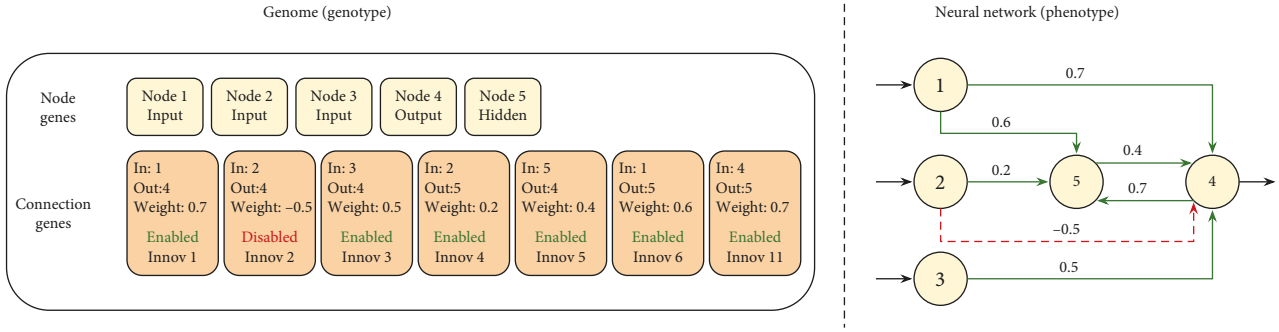 Genome (genotype)
Node
genes
Node 1
Input
Node 2
Input
Node 3
Input
Node 4
Output
Node 5
Hidden
Connection
genes
In: 1
Out:4
Weight: 0.7
Enabled
Innov 1
In: 2
Out:4
Weight: –0.5
Disabled
Innov 2
In: 3
Out:4
Weight: 0.5
Enabled
Innov 3
In: 2
Out:5
Weight: 0.2
Enabled
Innov 4
In: 5
Out:4
Weight: 0.4
Enabled
Innov 5
In: 1
Out:5
Weight: 0.6
Enabled
Innov 6
In: 4
Out:5
Weight: 0.7
Enabled
Innov 11
Neural network (phenotype)
1
0.7
0.6
2
0.2
5
0.4
0.7
4
–0.5
3
0.5